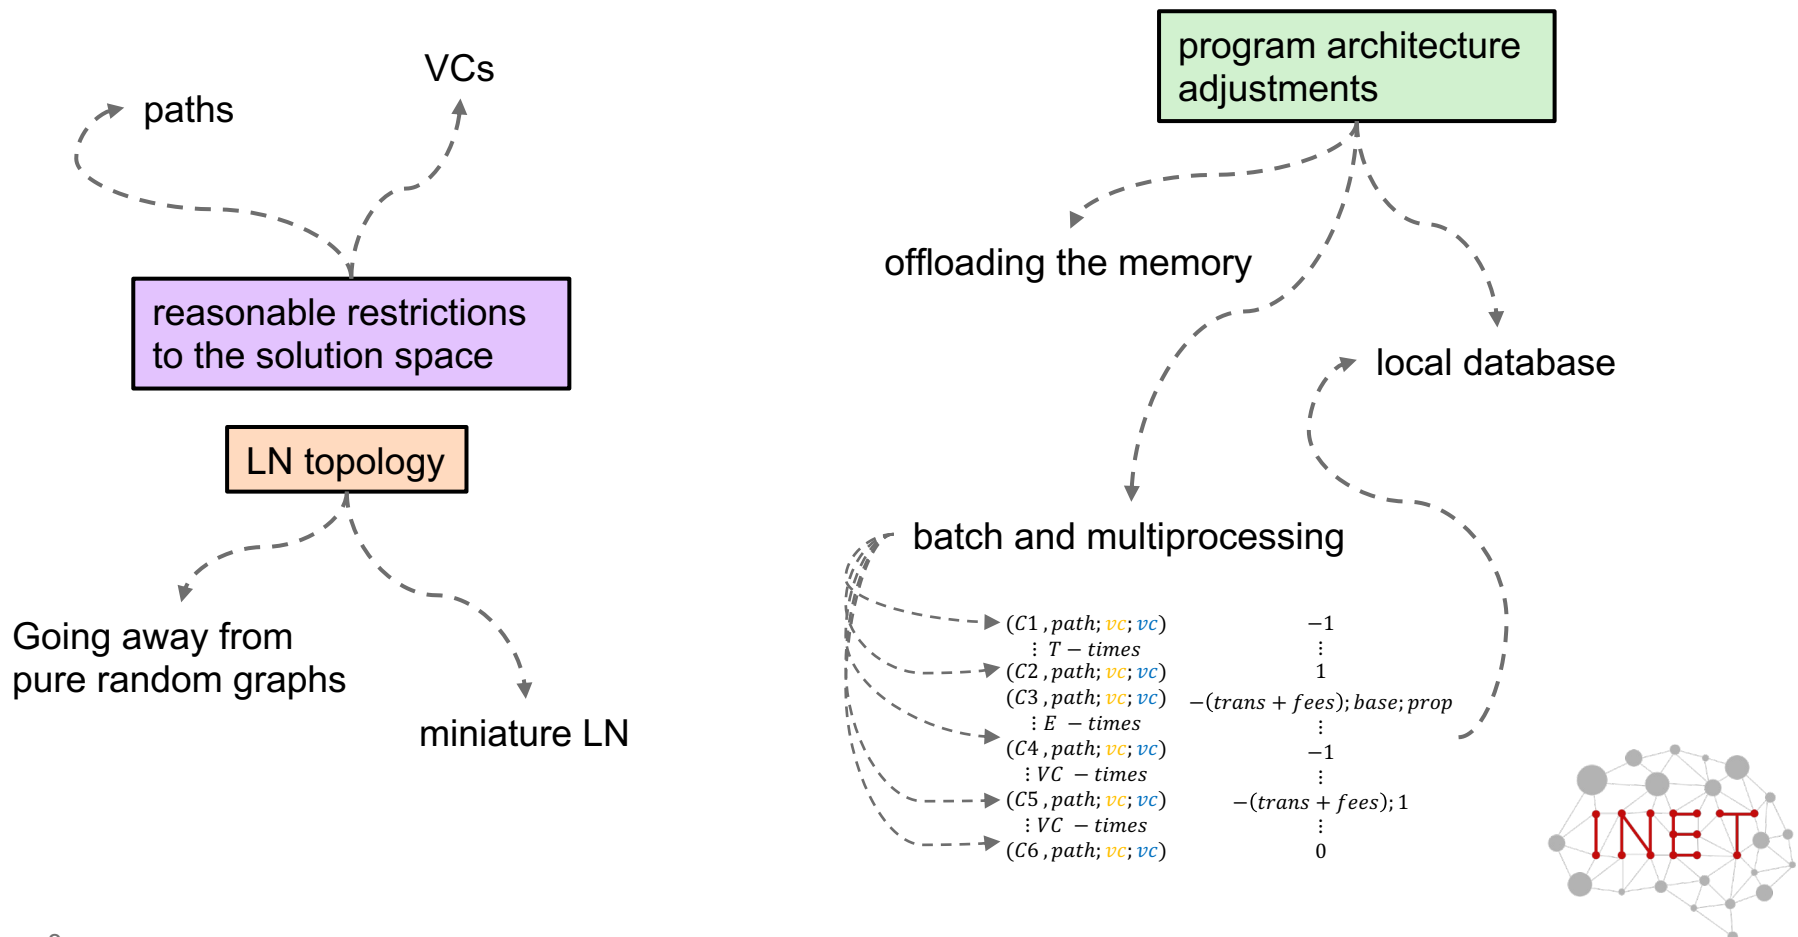 VCs
paths
reasonable restrictions
to the solution space
LN topology
Going away from
pure random graphs
miniature LN
program architecture
adjustments
offloading the memory
local database
batch and multiprocessing
(C1 , path; vc; vc) −1
⋮ T − times ⋮
(C2, path; vc; vc) 1
(C3, path; vc; vc) −(trans + fees); base; prop
⋮ E − times ⋮
(C4, path; vc; vc) −1
⋮ VC − times ⋮
(C5 , path; vc; vc) −(trans + fees); 1
⋮ VC − times ⋮
(C6 , path; vc; vc) 0
INET